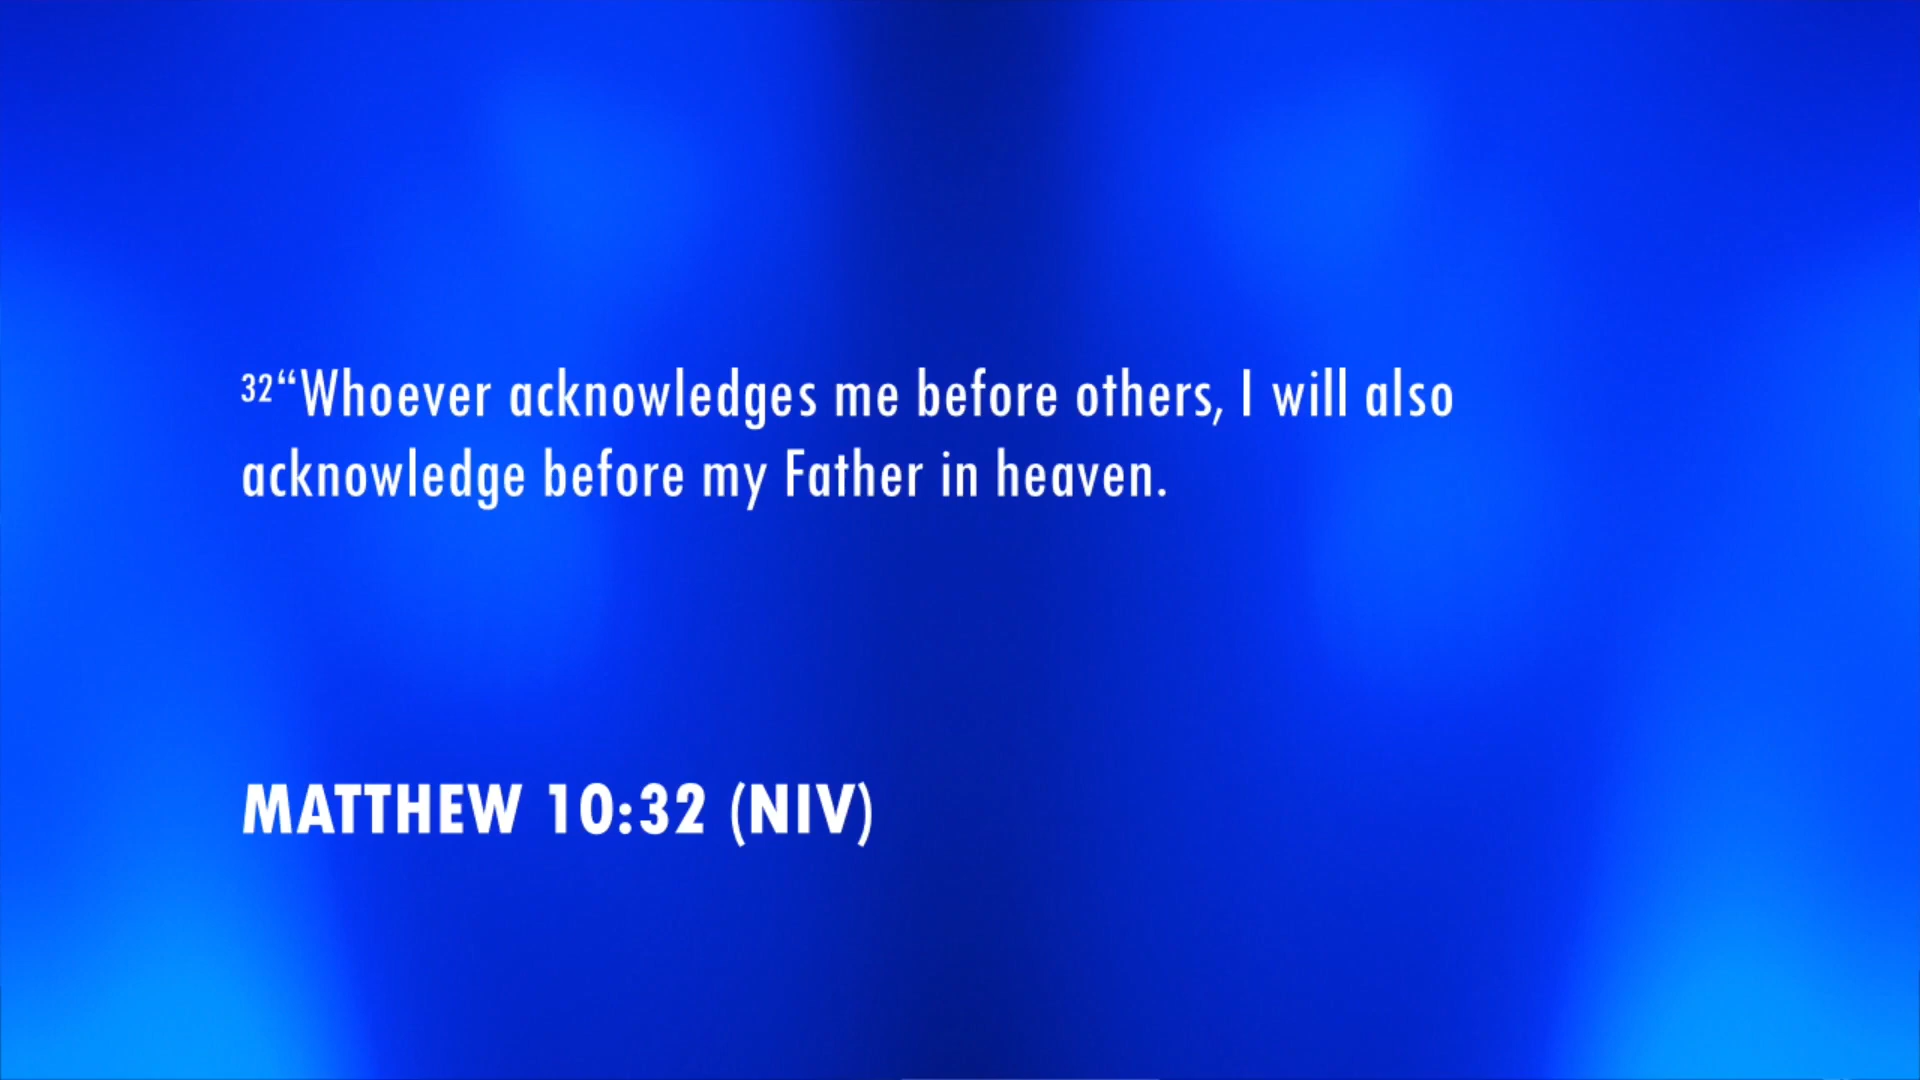 32“Whoever acknowledges me before others, I will also
acknowledge before my Father in heaven.
MATTHEW 10:32 (NIV)